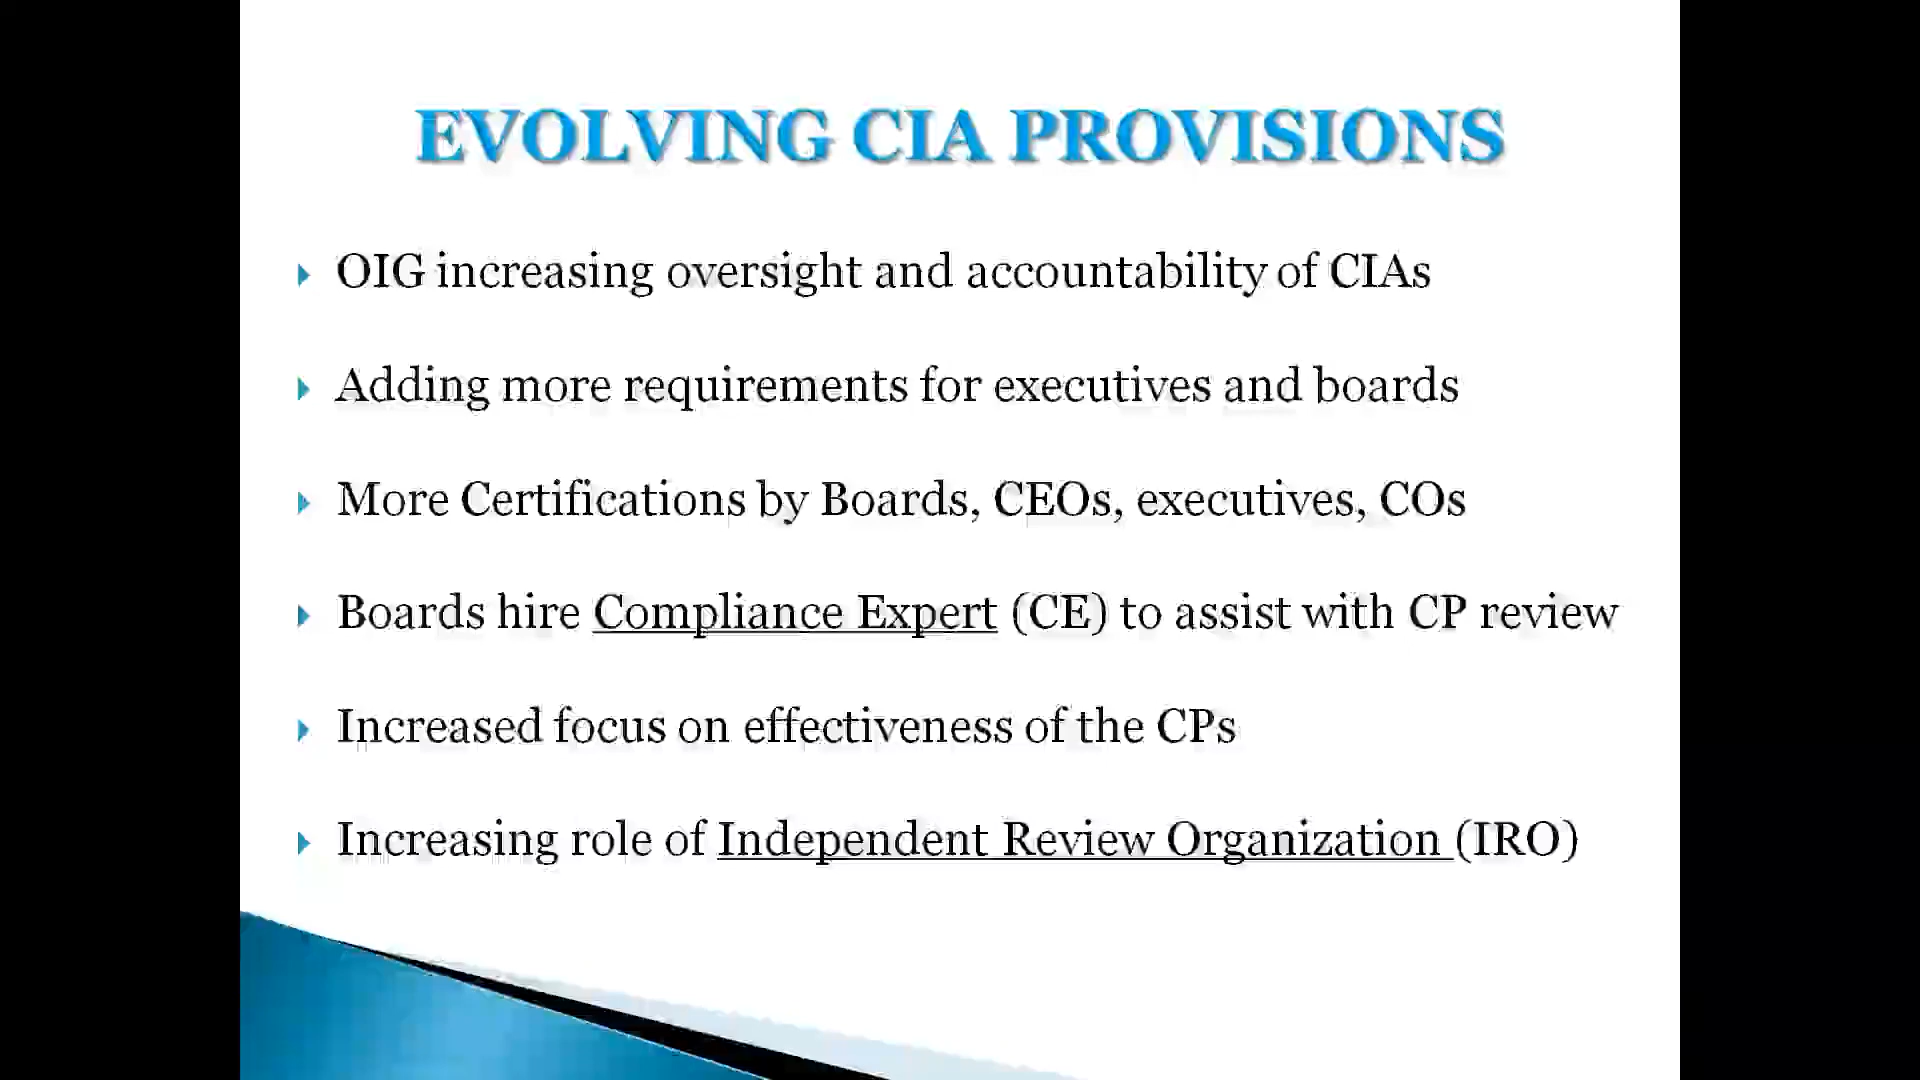 EVOLVING CIA PROVISIONS
OIG increasing oversight and accountability of CIAs
Adding more requirements for executives and boards
More Certifications by Boards, CEOs, executives, COs
Boards hire Compliance Expert (CE) to assist with CP review
Increased focus on effectiveness of the CPs
Increasing role of Independent Review Organization (IRO)